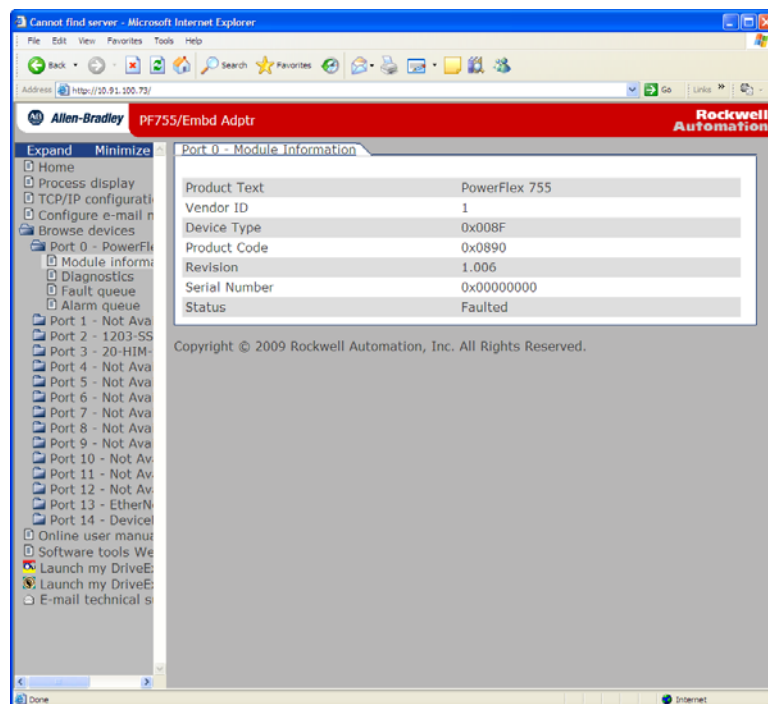 Cannot find server - Microsoft Internet Explorer
File Edit View Favorites Tools Help
Back Search Favorites
Address http://10.91.100.73/ Go Links »
Allen-Bradley PF755/Embd Adptr Rockwell Automation
Expand Minimize
Home
Process display
TCP/IP configurati
Configure e-mail n
Browse devices
Port 0 - PowerFle
Module informa
Diagnostics
Fault queue
Alarm queue
Port 1 - Not Ava
Port 2 - 1203-SS
Port 3 - 20-HIM-
Port 4 - Not Ava
Port 5 - Not Ava
Port 6 - Not Ava
Port 7 - Not Ava
Port 8 - Not Ava
Port 9 - Not Ava
Port 10 - Not Av
Port 11 - Not Av
Port 12 - Not Av
Port 13 - EtherN
Port 14 - Device
Online user manua
Software tools We
Launch my DriveE
Launch my DriveE
E-mail technical s
Port 0 - Module Information
Product Text PowerFlex 755
Vendor ID 1
Device Type 0x008F
Product Code 0x0890
Revision 1.006
Serial Number 0x00000000
Status Faulted
Copyright © 2009 Rockwell Automation, Inc. All Rights Reserved.
Done Internet